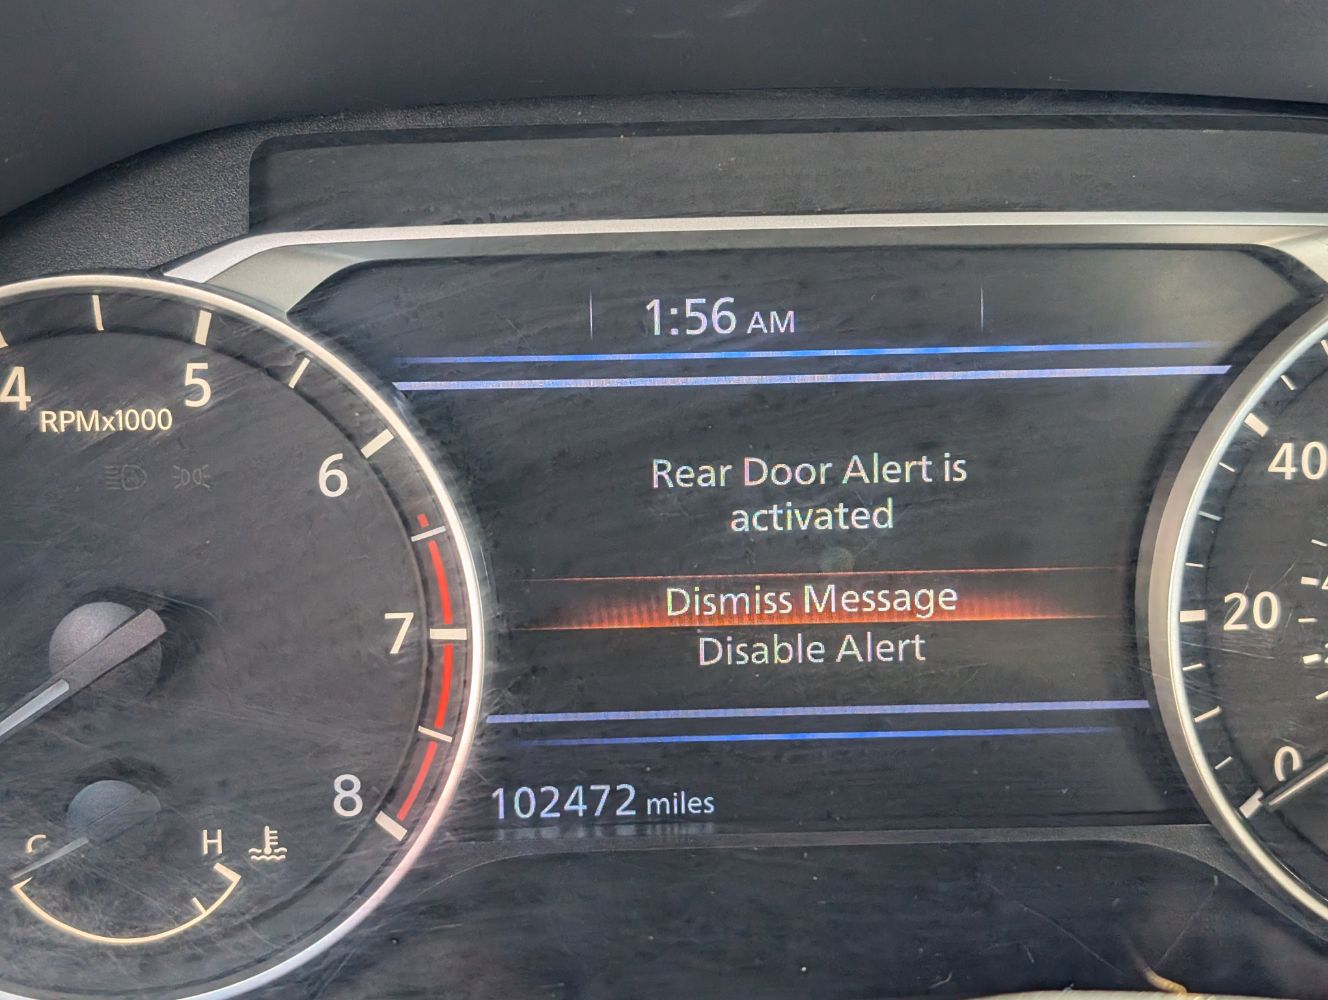 1:56 AM
4
5
RPMx1000
6
7
8
C
H
Rear Door Alert is
activated
Dismiss Message
Disable Alert
102472 miles
40
20
0